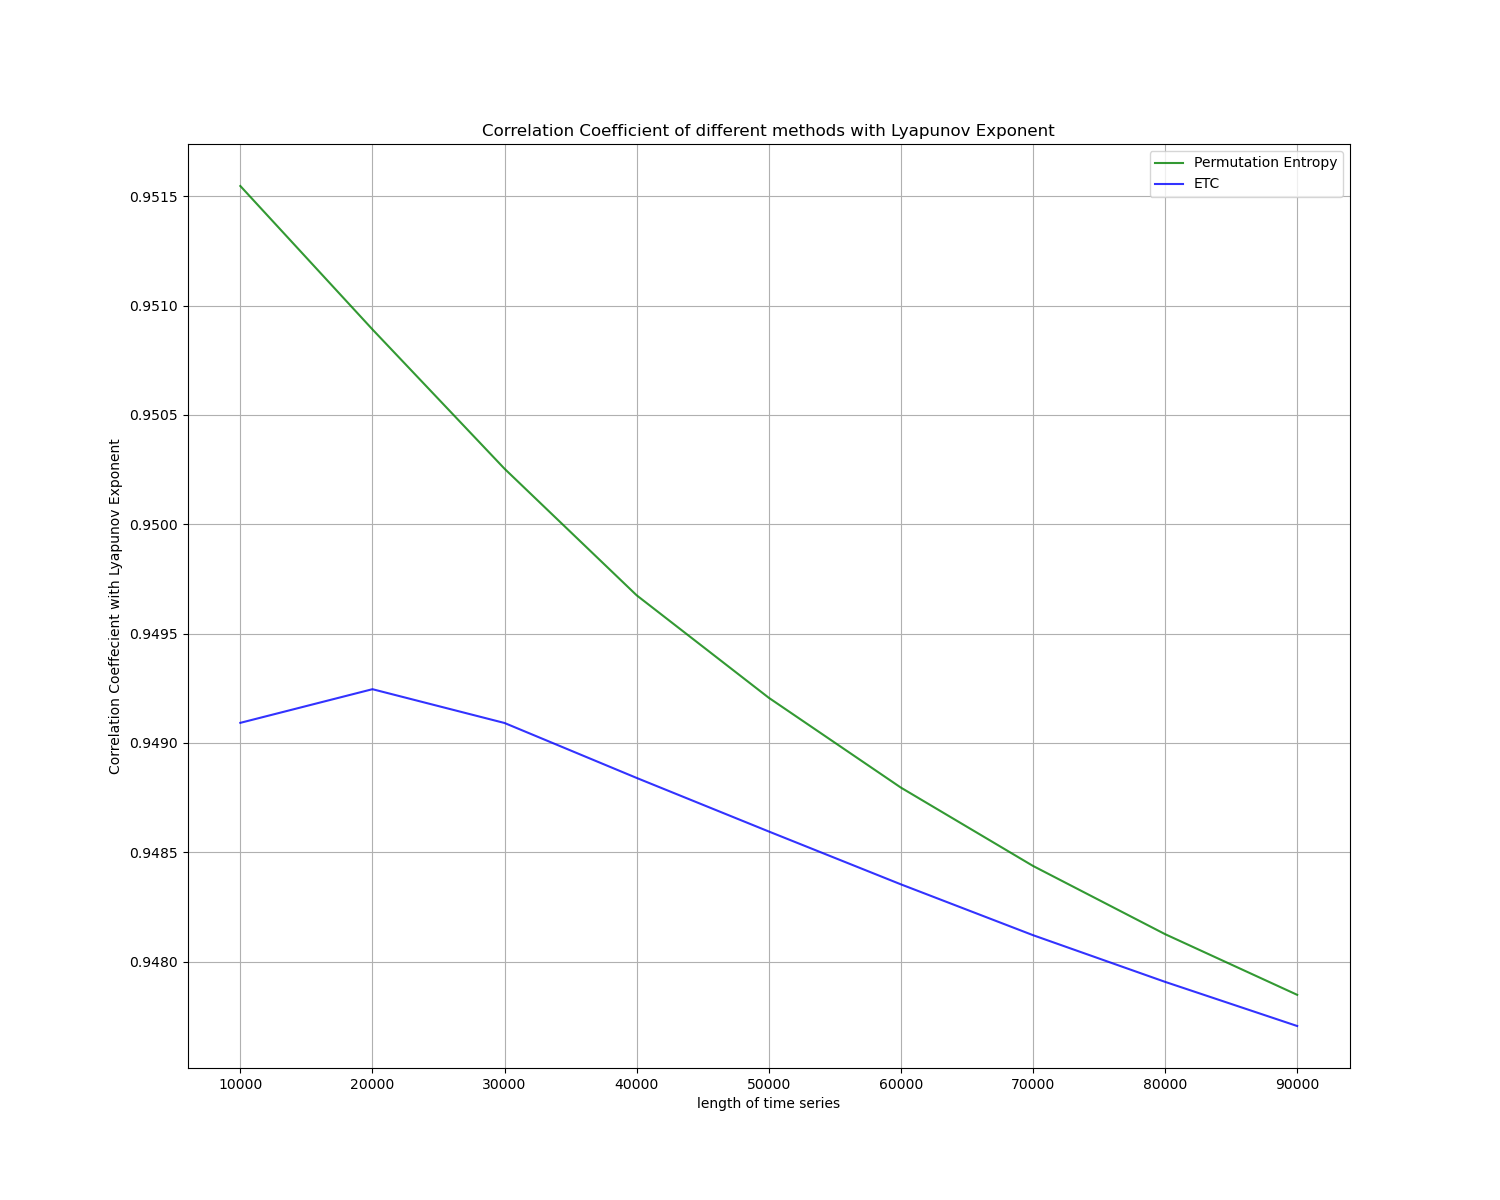 Correlation Coefficient of different methods with Lyapunov Exponent
Permutation Entropy
ETC
Correlation Coeffecient with Lyapunov Exponent
0.9515
0.9510
0.9505
0.9500
0.9495
0.9490
0.9485
0.9480
10000 20000 30000 40000 50000 60000 70000 80000 90000
length of time series